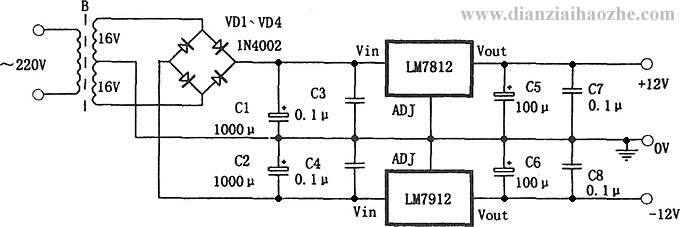 www.dianziaihaozhe.com
B
VD1~VD4
1N4002
16V
16V
~220V
Vin
LM7812
Vout
+12V
ADJ
C1
1000μ
C3
0.1μ
C5
100μ
C7
0.1μ
0V
C2
1000μ
C4
0.1μ
ADJ
C6
100μ
C8
0.1μ
Vin
LM7912
Vout
-12V